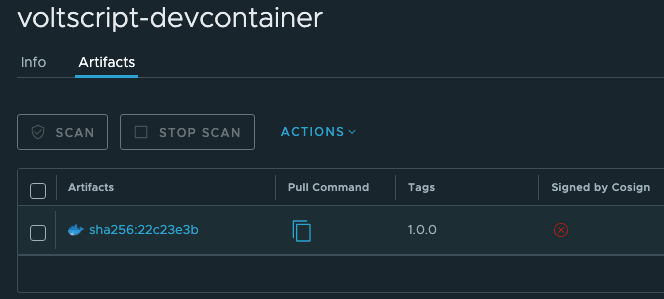 voltscript-devcontainer
Info Artifacts
SCAN STOP SCAN ACTIONS
Artifacts Pull Command Tags Signed by Cosign
sha256:22c23e3b 1.0.0